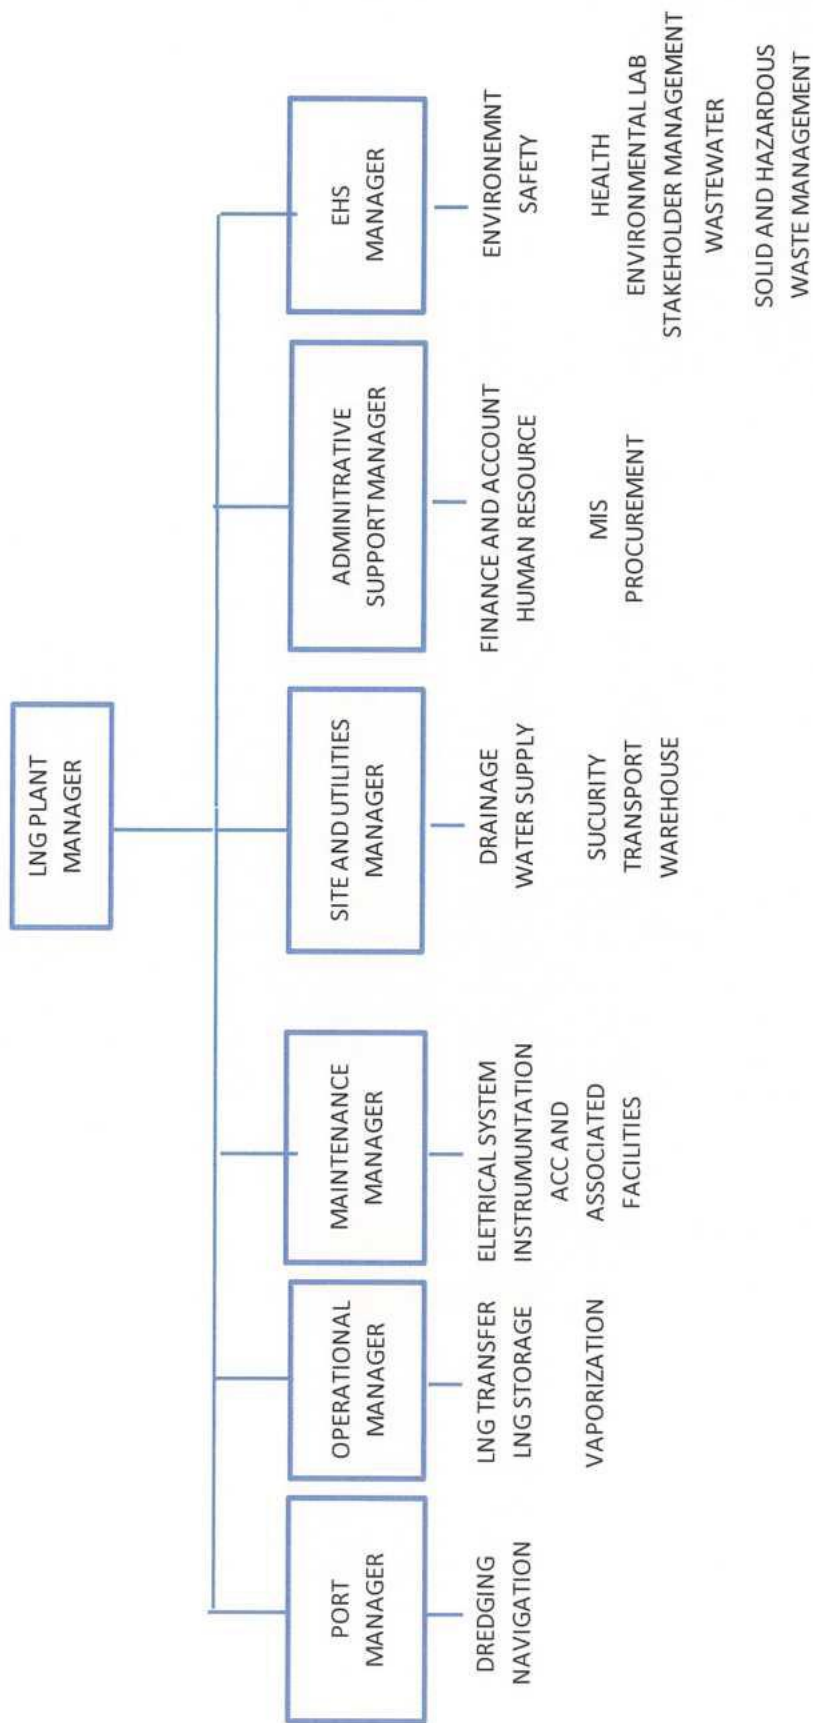 LNG PLANT
MANAGER
PORT
MANAGER
DREDGING
NAVIGATION
OPERATIONAL
MANAGER
LNG TRANSFER
LNG STORAGE
VAPORIZATION
MAINTENANCE
MANAGER
ELETRICAL SYSTEM
INSTRUMUNTATION
ACC AND
ASSOCIATED
FACILITIES
SITE AND UTILITIES
MANAGER
DRAINAGE
WATER SUPPLY
SUCURITY
TRANSPORT
WAREHOUSE
ADMINITRATIVE
SUPPORT MANAGER
FINANCE AND ACCOUNT
HUMAN RESOURCE
MIS
PROCUREMENT
EHS
MANAGER
ENVIRONEMNT
SAFETY
HEALTH
ENVIRONMENTAL LAB
STAKEHOLDER MANAGEMENT
WASTEWATER
SOLID AND HAZARDOUS
WASTE MANAGEMENT